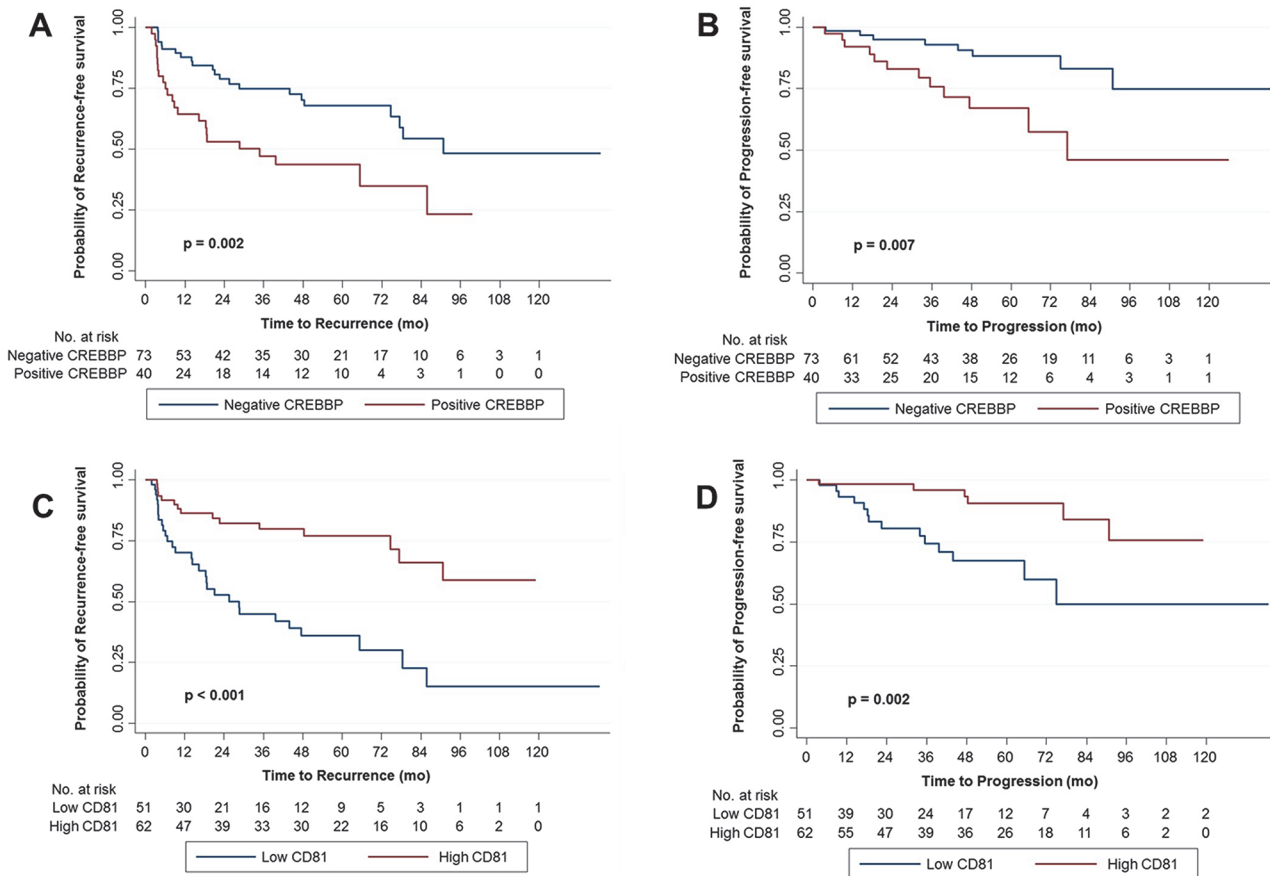 A
Probability of Recurrence-free survival
1.00
0.75
0.50
0.25
0.00
p = 0.002
0 12 24 36 48 60 72 84 96 108 120
Time to Recurrence (mo)
No. at risk
Negative CREBBP 73 53 42 35 30 21 17 10 6 3 1
Positive CREBBP 40 24 18 14 12 10 4 3 1 0 0
Negative CREBBP Positive CREBBP
B
Probability of Progression-free survival
1.00
0.75
0.50
0.25
0.00
p = 0.007
0 12 24 36 48 60 72 84 96 108 120
Time to Progression (mo)
No. at risk
Negative CREBBP 73 61 52 43 38 26 19 11 6 3 1
Positive CREBBP 40 33 25 20 15 12 6 4 3 1 1
Negative CREBBP Positive CREBBP
C
Probability of Recurrence-free survival
1.00
0.75
0.50
0.25
0.00
p < 0.001
0 12 24 36 48 60 72 84 96 108 120
Time to Recurrence (mo)
No. at risk
Low CD81 51 30 21 16 12 9 5 3 1 1 1
High CD81 62 47 39 33 30 22 16 10 6 2 0
Low CD81 High CD81
D
Probability of Progression-free survival
1.00
0.75
0.50
0.25
0.00
p = 0.002
0 12 24 36 48 60 72 84 96 108 120
Time to Progression (mo)
No. at risk
Low CD81 51 39 30 24 17 12 7 4 3 2 2
High CD81 62 55 47 39 36 26 18 11 6 2 0
Low CD81 High CD81